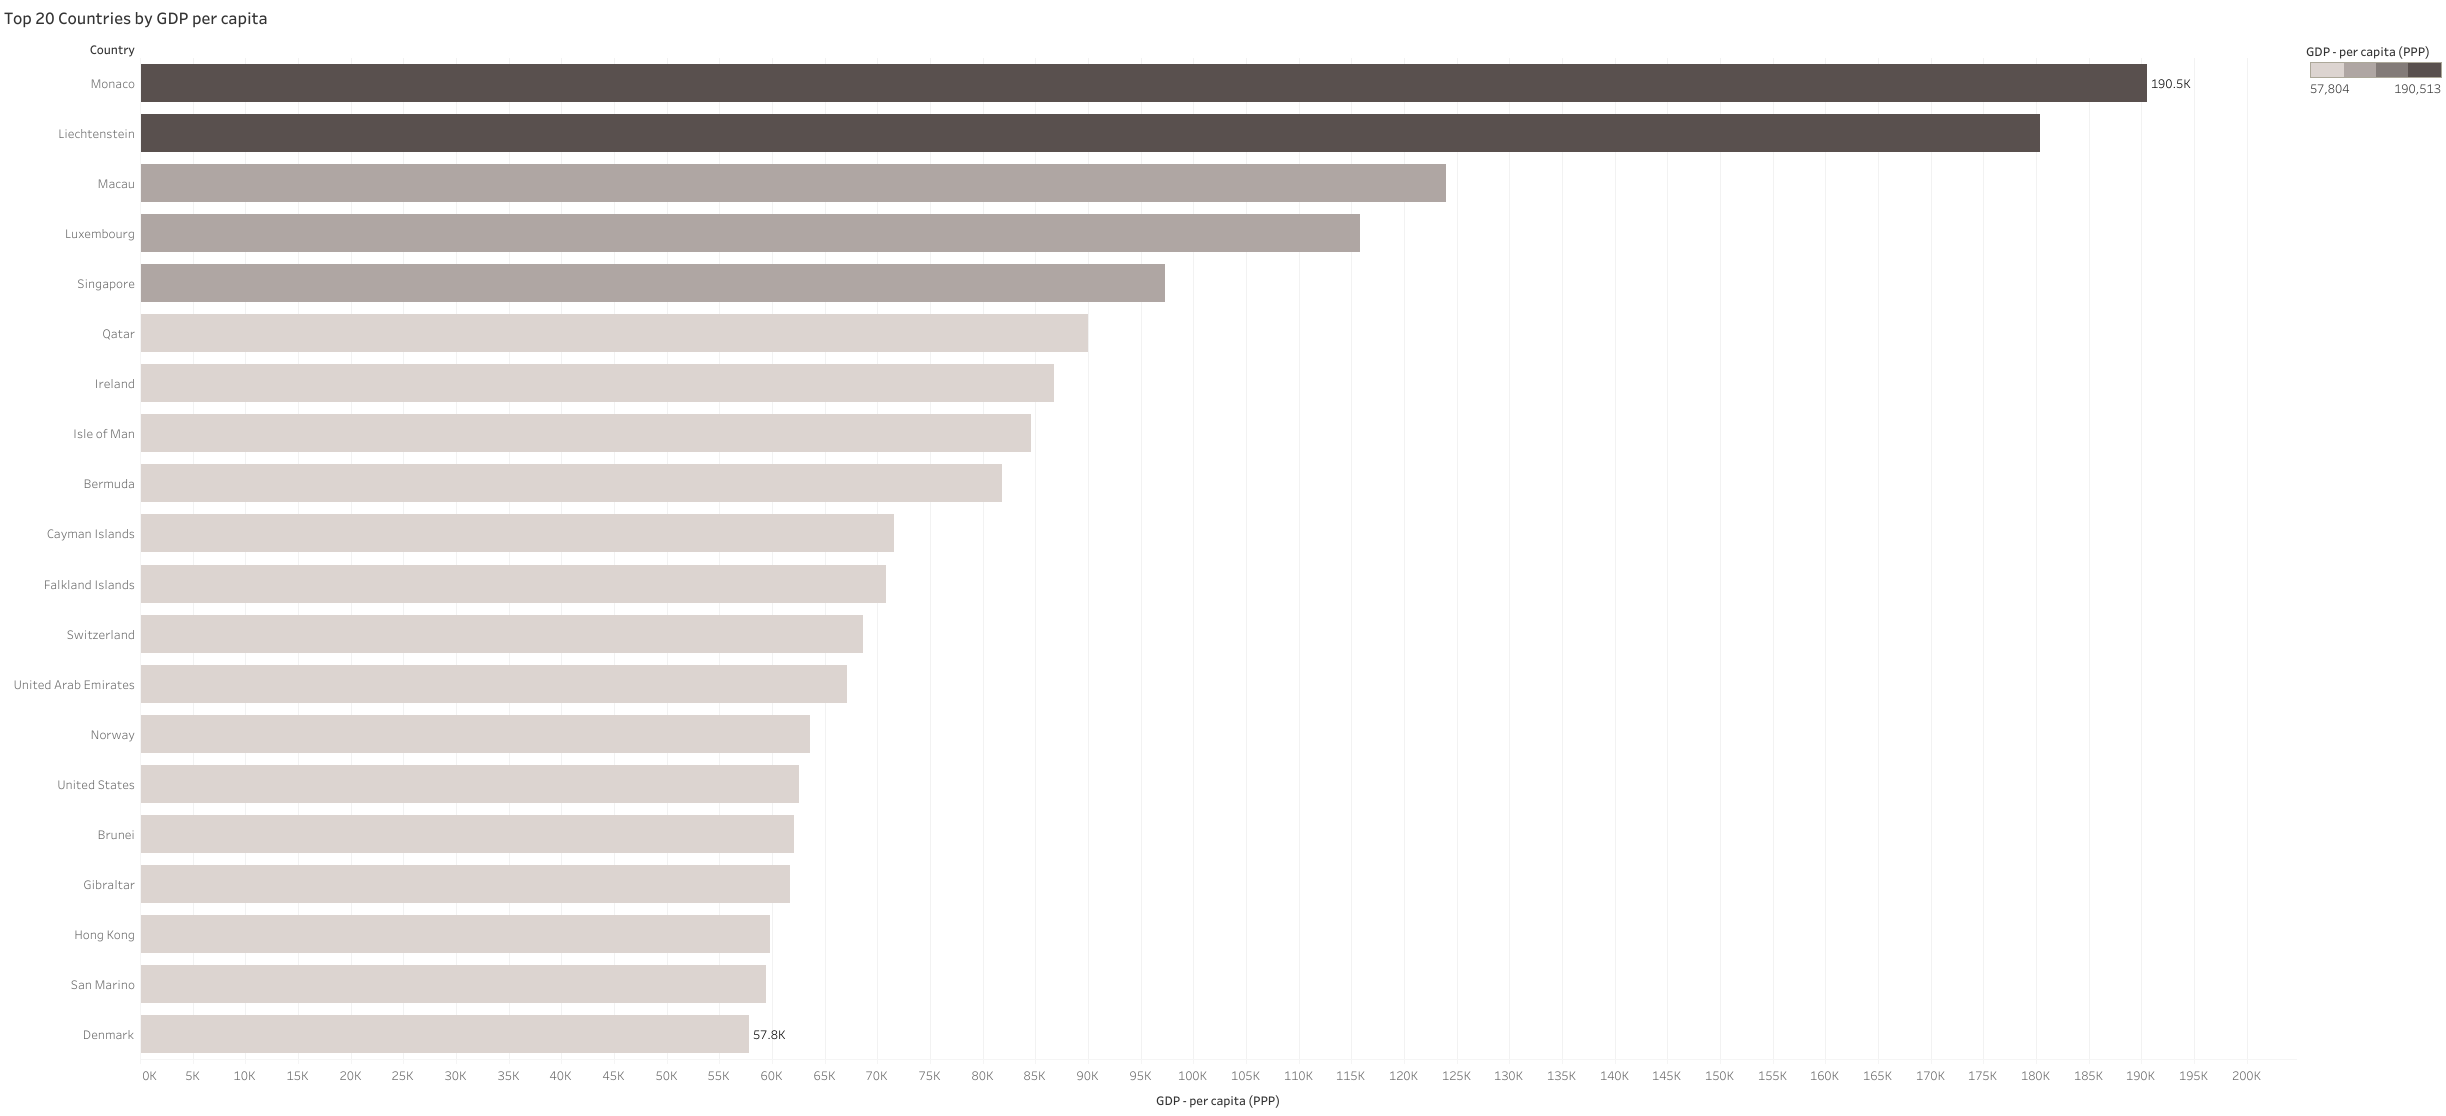 Top 20 Countries by GDP per capita
Country
GDP - per capita (PPP)
57,804 190,513
Monaco 190.5K
Liechtenstein
Macau
Luxembourg
Singapore
Qatar
Ireland
Isle of Man
Bermuda
Cayman Islands
Falkland Islands
Switzerland
United Arab Emirates
Norway
United States
Brunei
Gibraltar
Hong Kong
San Marino
Denmark 57.8K
0K 5K 10K 15K 20K 25K 30K 35K 40K 45K 50K 55K 60K 65K 70K 75K 80K 85K 90K 95K 100K 105K 110K 115K 120K 125K 130K 135K 140K 145K 150K 155K 160K 165K 170K 175K 180K 185K 190K 195K 200K
GDP - per capita (PPP)